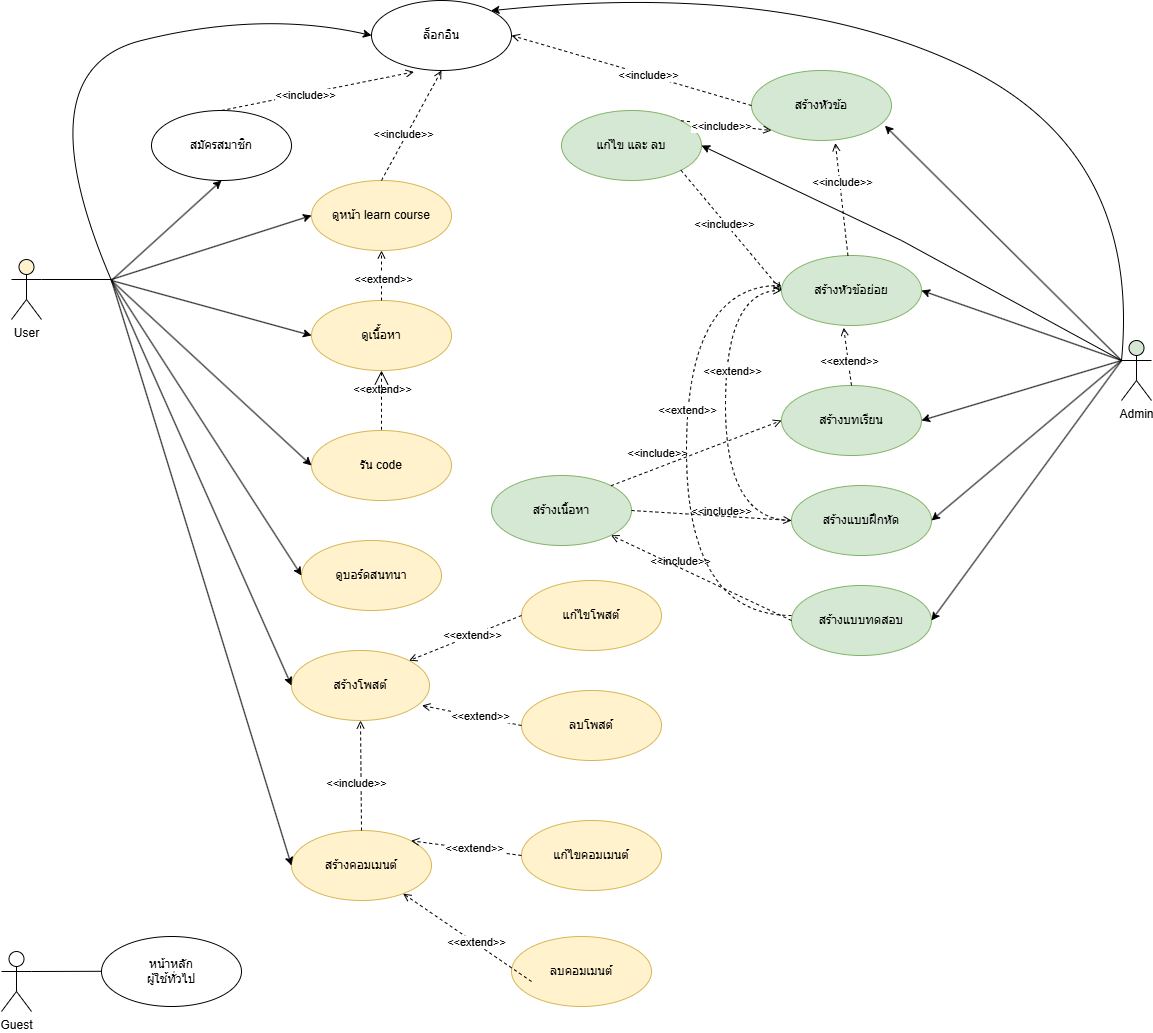 ล็อกอิน
<<include>>
<<include>>
สร้างหัวข้อ
<<include>>
<<include>>
สมัครสมาชิก
แก้ไข และ ลบ
<<include>>
ดูหน้า learn course
<<include>>
<<extend>>
สร้างหัวข้อย่อย
User
ดูเนื้อหา
<<extend>>
<<extend>>
<<extend>>
<<extend>>
Admin
สร้างบทเรียน
<<include>>
รัน code
สร้างเนื้อหา
<<include>>
สร้างแบบฝึกหัด
<<include>>
ดูบอร์ดสนทนา
แก้ไขโพสต์
สร้างแบบทดสอบ
<<extend>>
สร้างโพสต์
<<extend>>
ลบโพสต์
<<include>>
<<extend>>
แก้ไขคอมเมนต์
สร้างคอมเมนต์
<<extend>>
หน้าหลัก
ผู้ใช้ทั่วไป
ลบคอมเมนต์
Guest